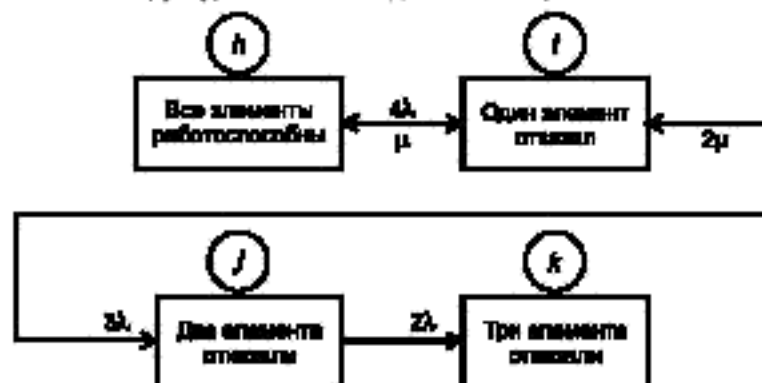 h
i
Все элементы
работоспособны
4λ
μ
Один элемент
отказал
2μ
j
k
3λ
Два элемента
отказали
2λ
Три элемента
отказали